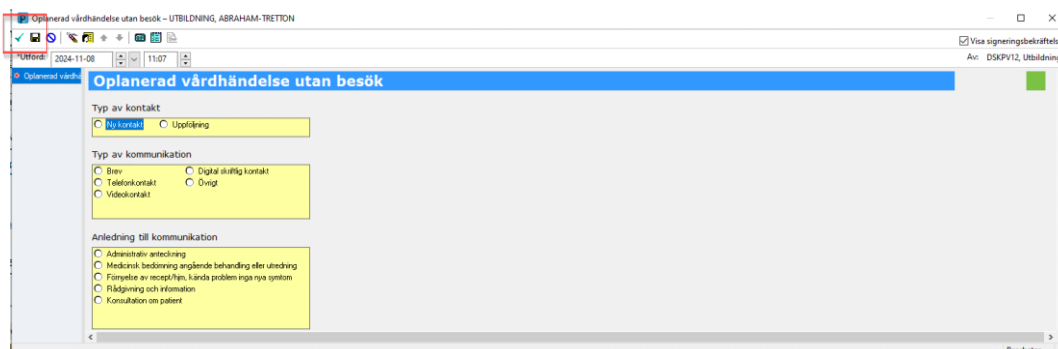 Oplanerad vårdhändelse utan besök – UTBILDNING, ABRAHAM-TRETTON
Visa signeringsbekräftels
*Utförd: 2024-11-08 11:07 Av: DSKPV12, Utbildning
Oplanerad vårdhä
Oplanerad vårdhändelse utan besök
Typ av kontakt
Ny kontakt Uppföljning
Typ av kommunikation
Brev Digital skriftlig kontakt
Telefonkontakt Övrigt
Videokontakt
Anledning till kommunikation
Administrativ anteckning
Medicinsk bedömning angående behandling eller utredning
Förnyelse av recept/hjm, kända problem inga nya symtom
Rådgivning och information
Konsultation om patient